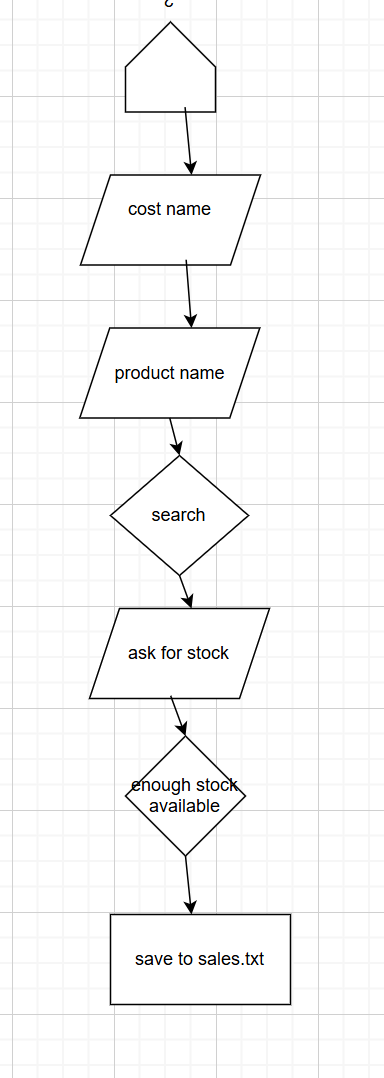 cost name
product name
search
ask for stock
enough stock
available
save to sales.txt